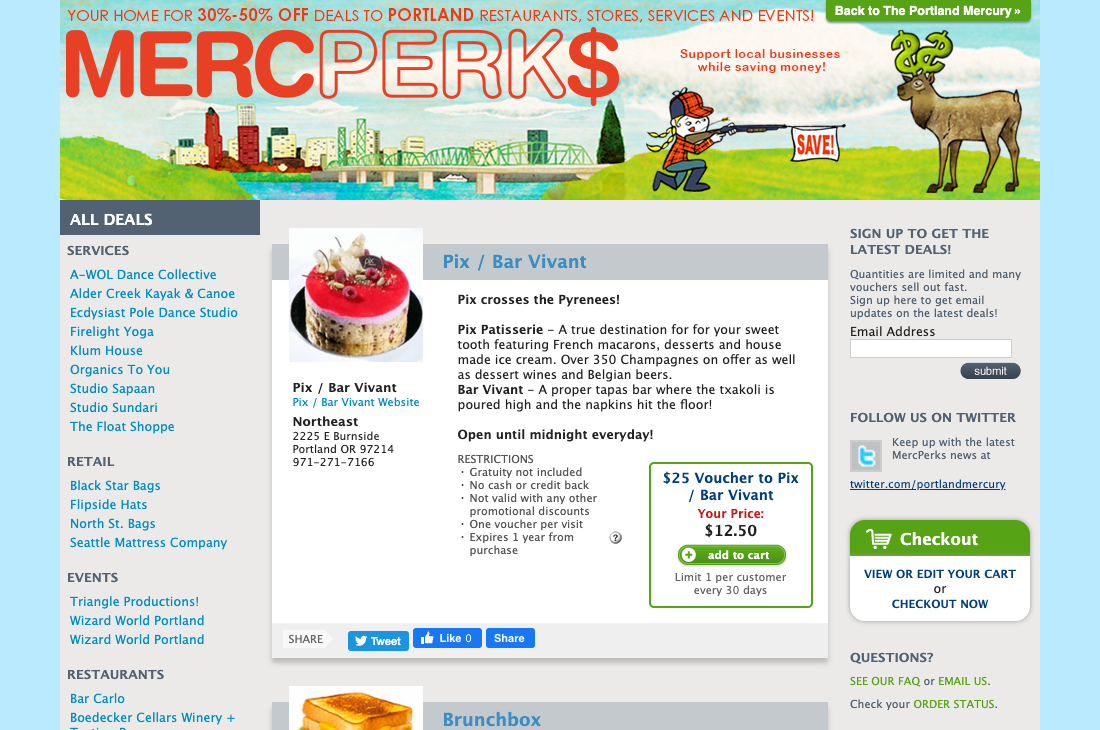 YOUR HOME FOR 30%-50% OFF DEALS TO PORTLAND RESTAURANTS, STORES, SERVICES AND EVENTS!
Back to The Portland Mercury »
MERCPERK$
Support local businesses
while saving money!
SAVE!
ALL DEALS
SERVICES
A-WOL Dance Collective
Alder Creek Kayak & Canoe
Ecdysiast Pole Dance Studio
Firelight Yoga
Klum House
Organics To You
Studio Sapaan
Studio Sundari
The Float Shoppe
RETAIL
Black Star Bags
Flipside Hats
North St. Bags
Seattle Mattress Company
EVENTS
Triangle Productions!
Wizard World Portland
Wizard World Portland
RESTAURANTS
Bar Carlo
Boedecker Cellars Winery +
Pix / Bar Vivant
Pix / Bar Vivant
Pix / Bar Vivant Website
Northeast
2225 E Burnside
Portland OR 97214
971-271-7166
Pix crosses the Pyrenees!
Pix Patisserie - A true destination for for your sweet
tooth featuring French macarons, desserts and house
made ice cream. Over 350 Champagnes on offer as well
as dessert wines and Belgian beers.
Bar Vivant - A proper tapas bar where the txakoli is
poured high and the napkins hit the floor!
Open until midnight everyday!
RESTRICTIONS
· Gratuity not included
· No cash or credit back
· Not valid with any other
promotional discounts
· One voucher per visit
· Expires 1 year from
purchase
?
$25 Voucher to Pix
/ Bar Vivant
Your Price:
$12.50
add to cart
Limit 1 per customer
every 30 days
SHARE
Tweet
Like 0
Share
Brunchbox
SIGN UP TO GET THE
LATEST DEALS!
Quantities are limited and many
vouchers sell out fast.
Sign up here to get email
updates on the latest deals!
Email Address
submit
FOLLOW US ON TWITTER
Keep up with the latest
MercPerks news at
twitter.com/portlandmercury
Checkout
VIEW OR EDIT YOUR CART
or
CHECKOUT NOW
QUESTIONS?
SEE OUR FAQ or EMAIL US.
Check your ORDER STATUS.